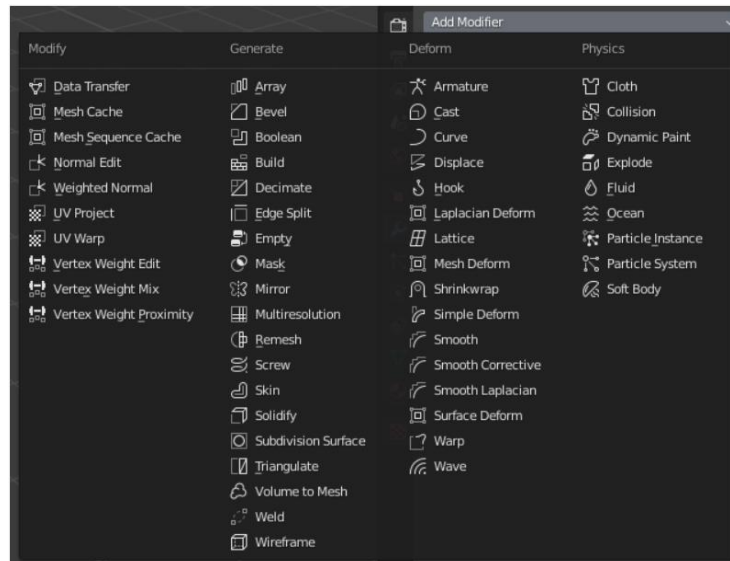 Add Modifier
Modify Generate Deform Physics
Data Transfer Array Armature Cloth
Mesh Cache Bevel Cast Collision
Mesh Sequence Cache Boolean Curve Dynamic Paint
Normal Edit Build Displace Explode
Weighted Normal Decimate Hook Fluid
UV Project Edge Split Laplacian Deform Ocean
UV Warp Empty Lattice Particle Instance
Vertex Weight Edit Mask Mesh Deform Particle System
Vertex Weight Mix Mirror Shrinkwrap Soft Body
Vertex Weight Proximity Multiresolution Simple Deform
Remesh Smooth
Screw Smooth Corrective
Skin Smooth Laplacian
Solidify Surface Deform
Subdivision Surface Warp
Triangulate Wave
Volume to Mesh
Weld
Wireframe